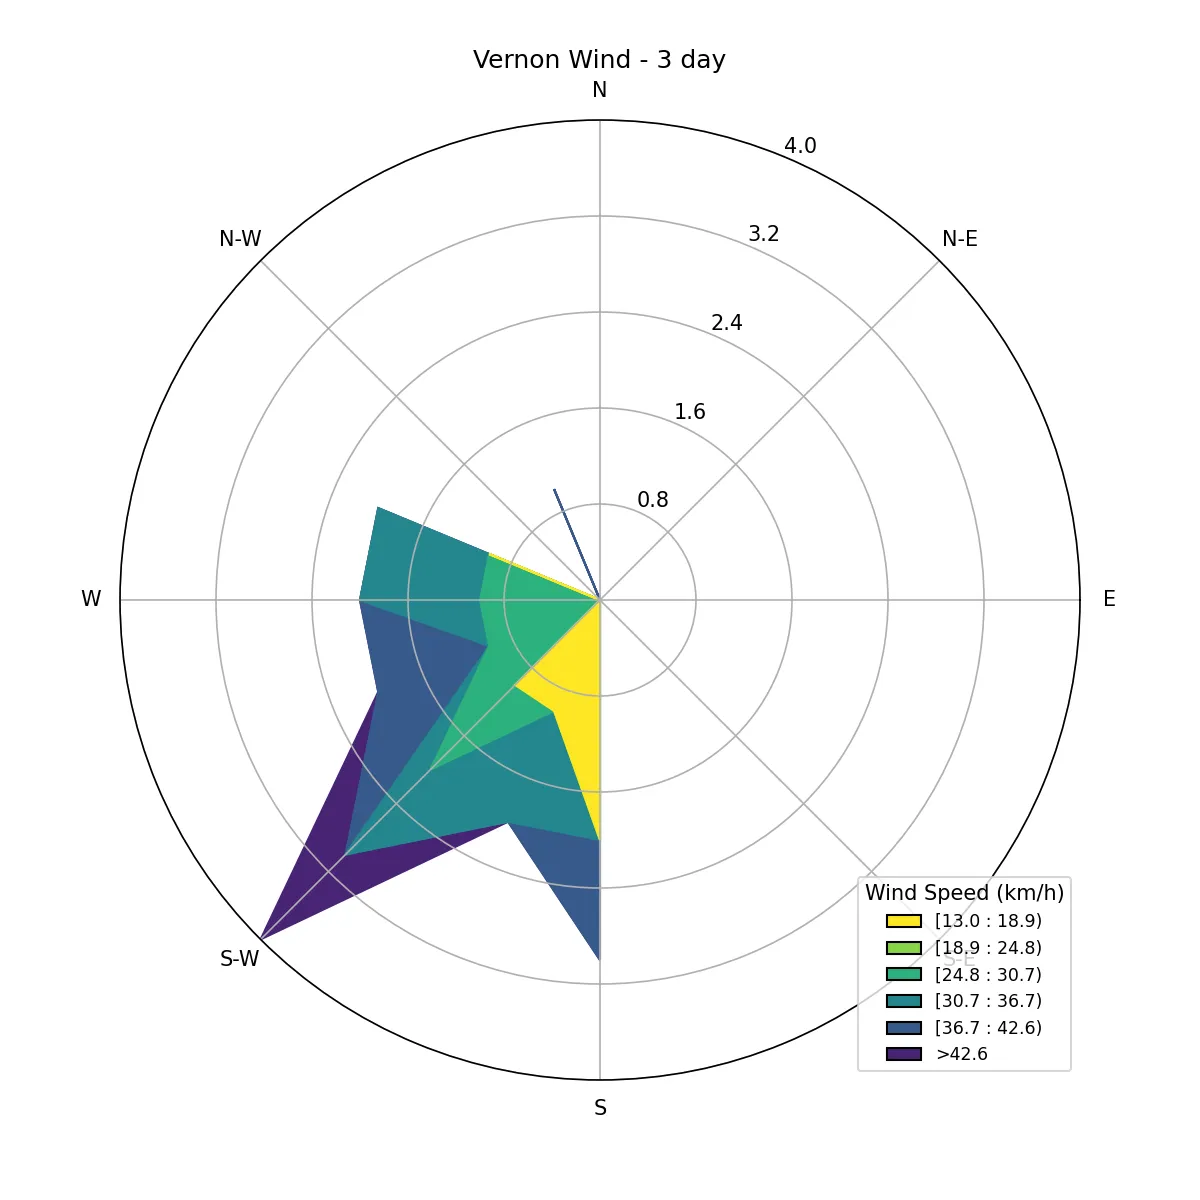 Vernon Wind - 3 day
N
4.0
N-W
3.2
N-E
2.4
1.6
0.8
W
E
Wind Speed (km/h)
[13.0 : 18.9)
[18.9 : 24.8)
S-W
S-E
[24.8 : 30.7)
[30.7 : 36.7)
[36.7 : 42.6)
>42.6
S